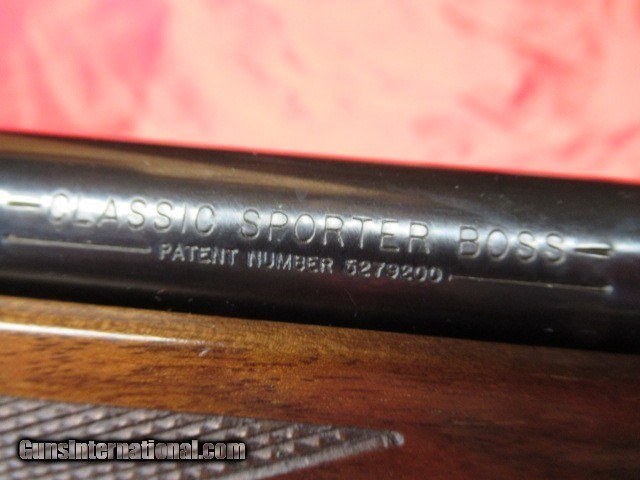 CLASSIC SPORTER BOSS
PATENT NUMBER 5279200
GunsInternational.com